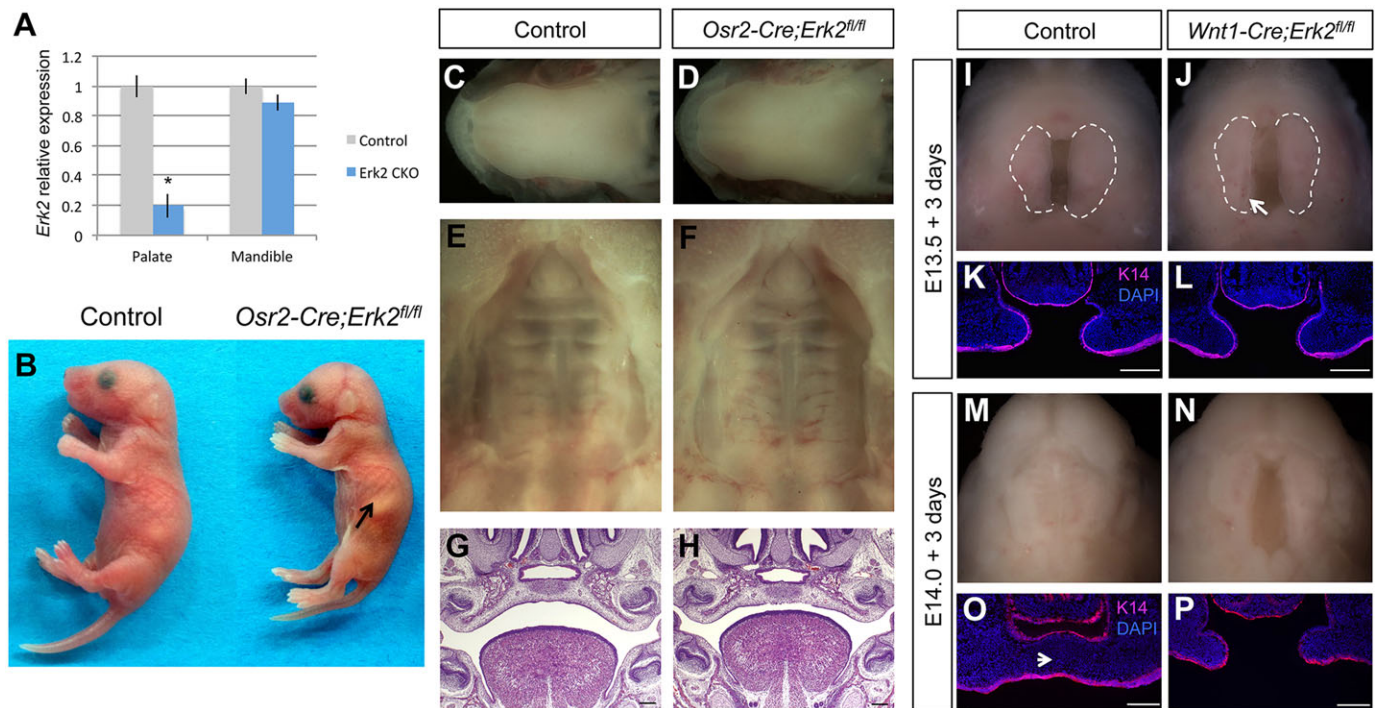 A
1.2
1
0.8
0.6
0.4
0.2
0
Erk2 relative expression
*
Palate
Mandible
Control
Erk2 CKO
Control
Osr2-Cre;Erk2fl/fl
B
Control
Osr2-Cre;Erk2fl/fl
C
D
E
F
G
H
Control
Wnt1-Cre;Erk2fl/fl
E13.5 + 3 days
I
J
K
K14
DAPI
L
E14.0 + 3 days
M
N
O
K14
DAPI
P